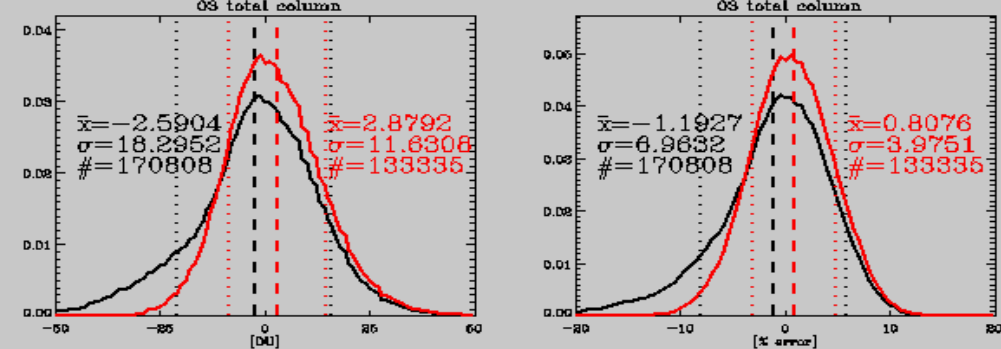 O3 total column
0.04
0.03
0.02
0.01
0.00
x̄=−2.5904
σ=18.2952
#=170808
x̄=2.8792
σ=11.6308
#=133335
−50 −25 0 25 50
[DU]
O3 total column
0.05
0.04
0.03
0.02
0.01
0.00
x̄=−1.1927
σ=6.9632
#=170808
x̄=0.8076
σ=3.9751
#=133335
−20 −10 0 10 20
[% error]